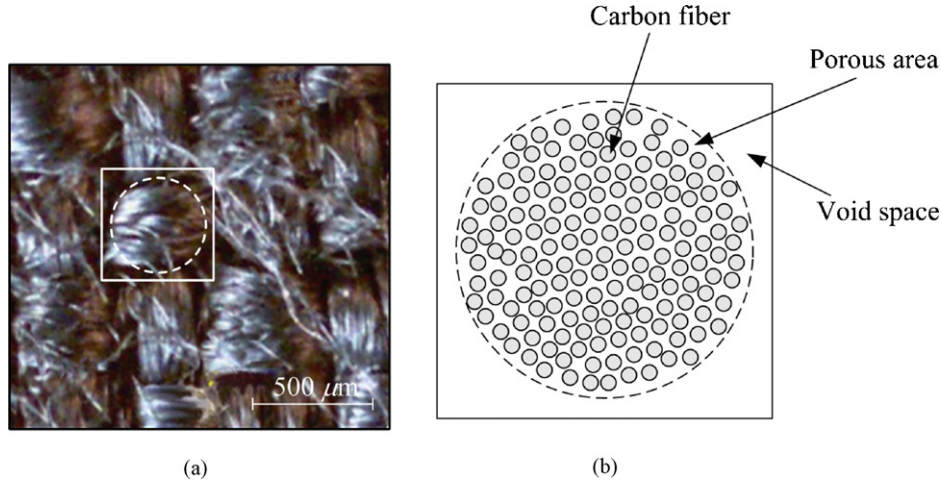 Carbon fiber
Porous area
Void space
500 μm
(a)
(b)